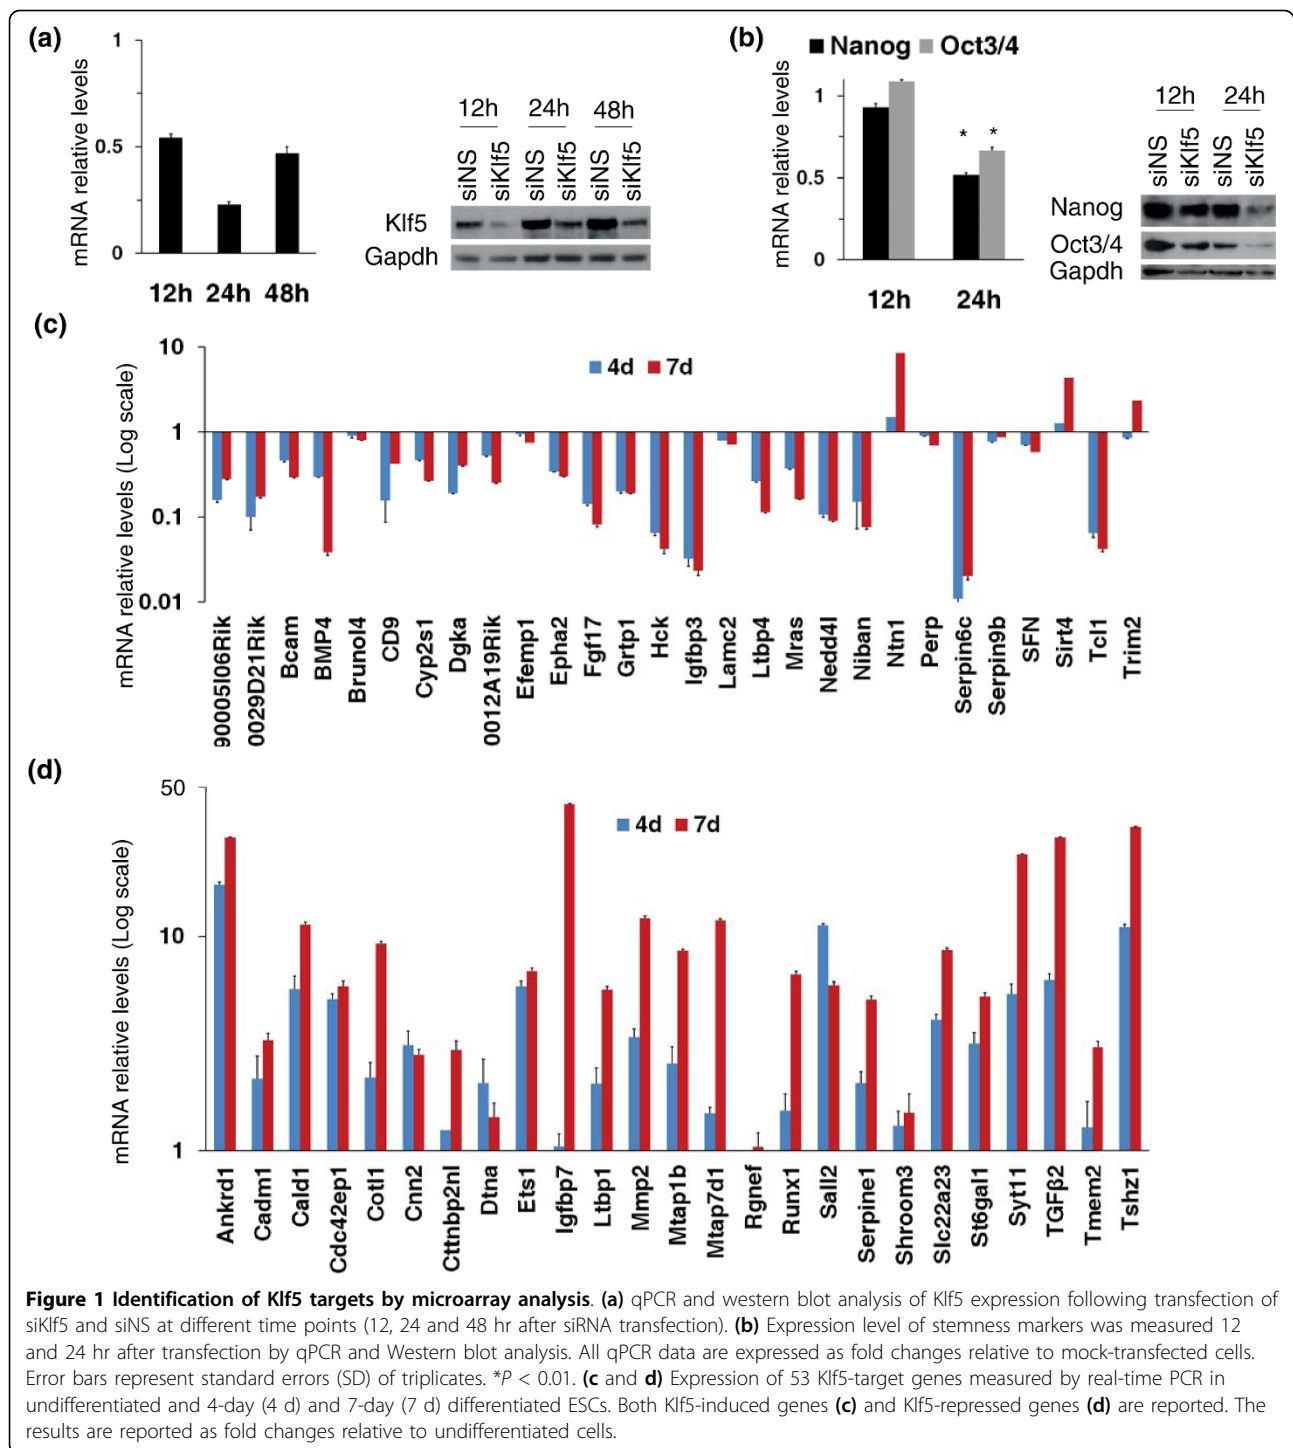 (a)
1
0.5
0
mRNA relative levels
12h 24h 48h
12h 24h 48h
siNS siKlf5 siNS siKlf5 siNS siKlf5
Klf5
Gapdh
(b)
Nanog Oct3/4
1
0.5
0
mRNA relative levels
* *
12h 24h
12h 24h
siNS siKlf5 siNS siKlf5
Nanog
Oct3/4
Gapdh
(c)
mRNA relative levels (Log scale)
10
1
0.1
0.01
4d 7d
90005I06Rik
0029D21Rik
Bcam
BMP4
Brunol4
CD9
Cyp2s1
Dgka
0012A19Rik
Efemp1
Epha2
Fgf17
Grtp1
Hck
Igfbp3
Lamc2
Ltbp4
Mras
Nedd4l
Niban
Ntn1
Perp
Serpin6c
Serpin9b
SFN
Sirt4
Tcl1
Trim2
(d)
mRNA relative levels (Log scale)
50
10
1
4d 7d
Ankrd1
Cadm1
Cald1
Cdc42ep1
Cotl1
Cnn2
Cttnbp2nl
Dtna
Ets1
Igfbp7
Ltbp1
Mmp2
Mtap1b
Mtap7d1
Rgnef
Runx1
Sall2
Serpine1
Shroom3
Slc22a23
St6gal1
Syt11
TGFβ2
Tmem2
Tshz1
Figure 1 Identification of Klf5 targets by microarray analysis. (a) qPCR and western blot analysis of Klf5 expression following transfection of
siKlf5 and siNS at different time points (12, 24 and 48 hr after siRNA transfection). (b) Expression level of stemness markers was measured 12
and 24 hr after transfection by qPCR and Western blot analysis. All qPCR data are expressed as fold changes relative to mock-transfected cells.
Error bars represent standard errors (SD) of triplicates. *P < 0.01. (c and d) Expression of 53 Klf5-target genes measured by real-time PCR in
undifferentiated and 4-day (4 d) and 7-day (7 d) differentiated ESCs. Both Klf5-induced genes (c) and Klf5-repressed genes (d) are reported. The
results are reported as fold changes relative to undifferentiated cells.